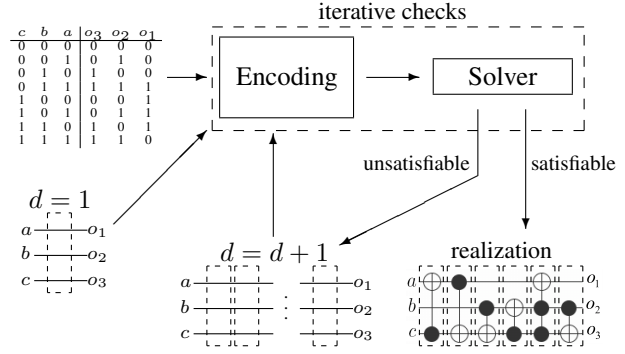 iterative checks
c b a o3 o2 o1
0 0 0 0 0 0
0 0 1 0 1 0
0 1 0 1 0 0
0 1 1 1 1 1
1 0 0 0 0 1
1 0 1 0 1 1
1 1 0 1 0 1
1 1 1 1 1 0
Encoding
Solver
unsatisfiable
satisfiable
d = 1
a o1
b o2
c o3
d = d + 1
a o1
b o2
c o3
realization
a o1
b o2
c o3